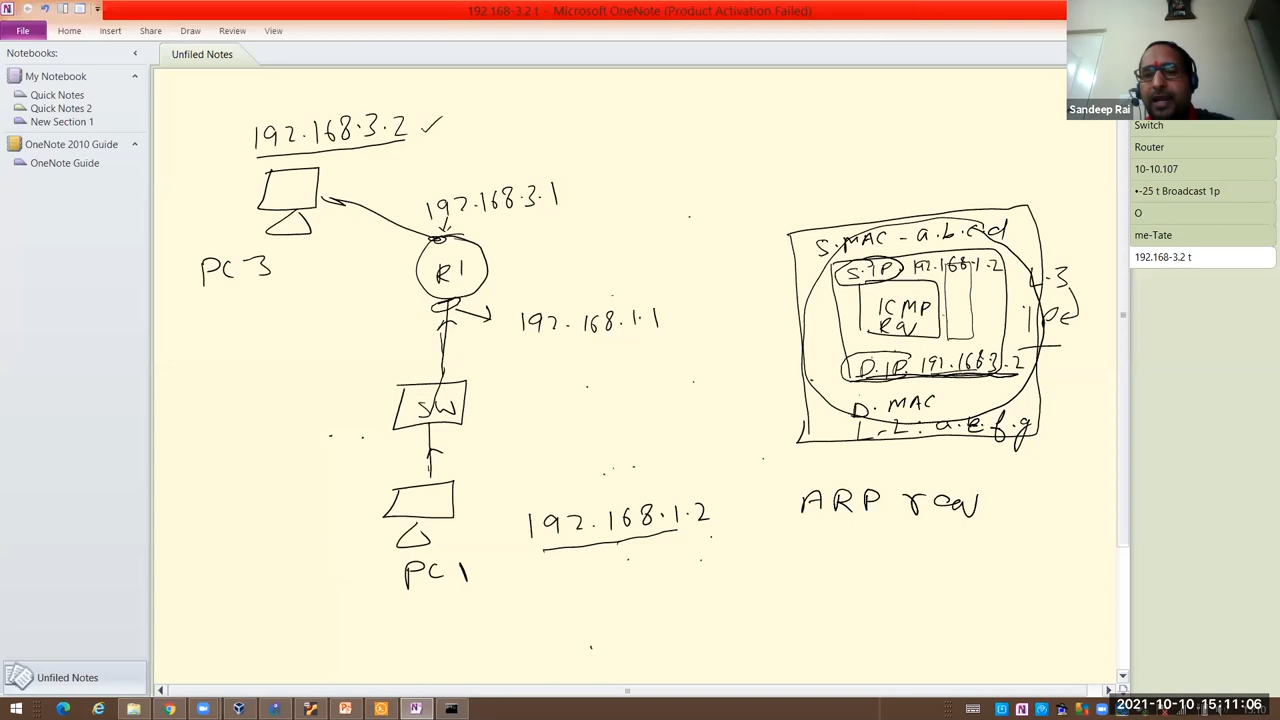 192.168-3.2 t - Microsoft OneNote (Product Activation Failed)
File Home Insert Share Draw Review View
Notebooks:
My Notebook
Quick Notes
Quick Notes 2
New Section 1
OneNote 2010 Guide
OneNote Guide
Unfiled Notes
Unfiled Notes
192.168.3.2 ✓
192.168.3.1
PC 3
R1
192.168.1.1
SW
192.168.1.2
PC 1
S.MAC - a.b.c.d
S.IP. 192.168.1.2
ICMP
Rq
D.IP. 192.168.3.2
D. MAC
L-2 : a.e.f.g
L-3
ARP req
Sandeep Rai
Switch
Router
10-10.107
•-25 t Broadcast 1p
O
me-Tate
192.168-3.2 t
2021-10-10 15:11:06